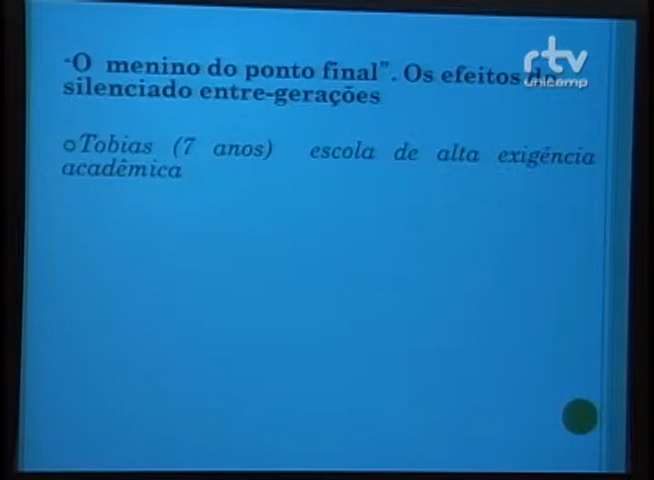 “O menino do ponto final”. Os efeitos do
silenciado entre-gerações
Tobias (7 anos) escola de alta exigência
acadêmica
rtv
unicamp